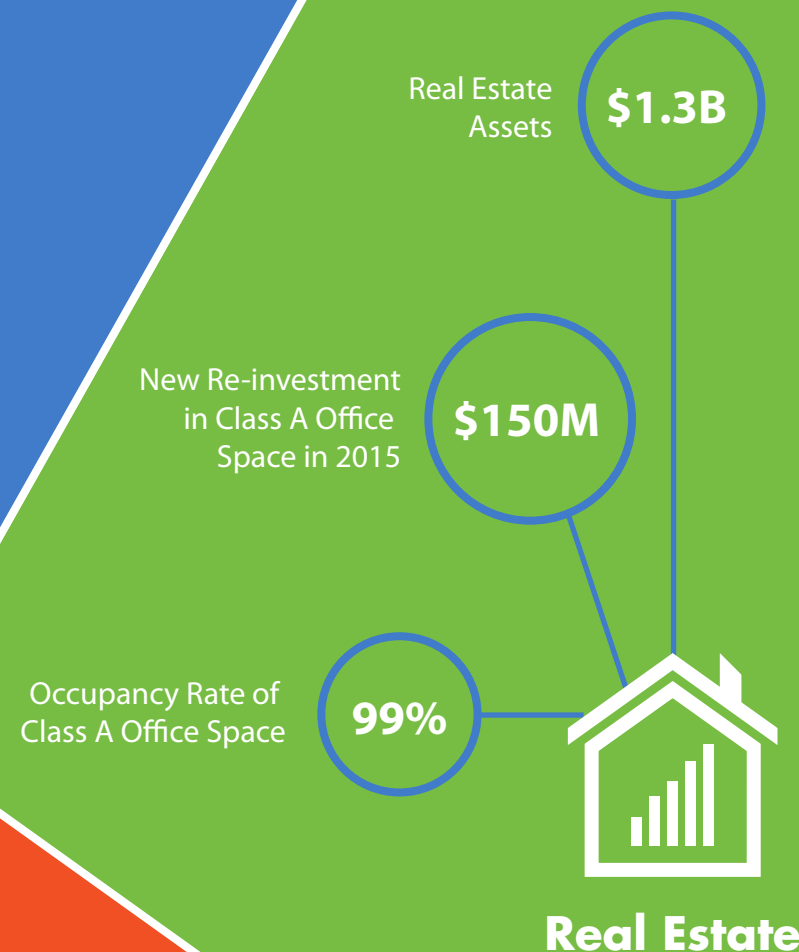 Real Estate
Assets
$1.3B
New Re-investment
in Class A Office
Space in 2015
$150M
Occupancy Rate of
Class A Office Space
99%
Real Estate